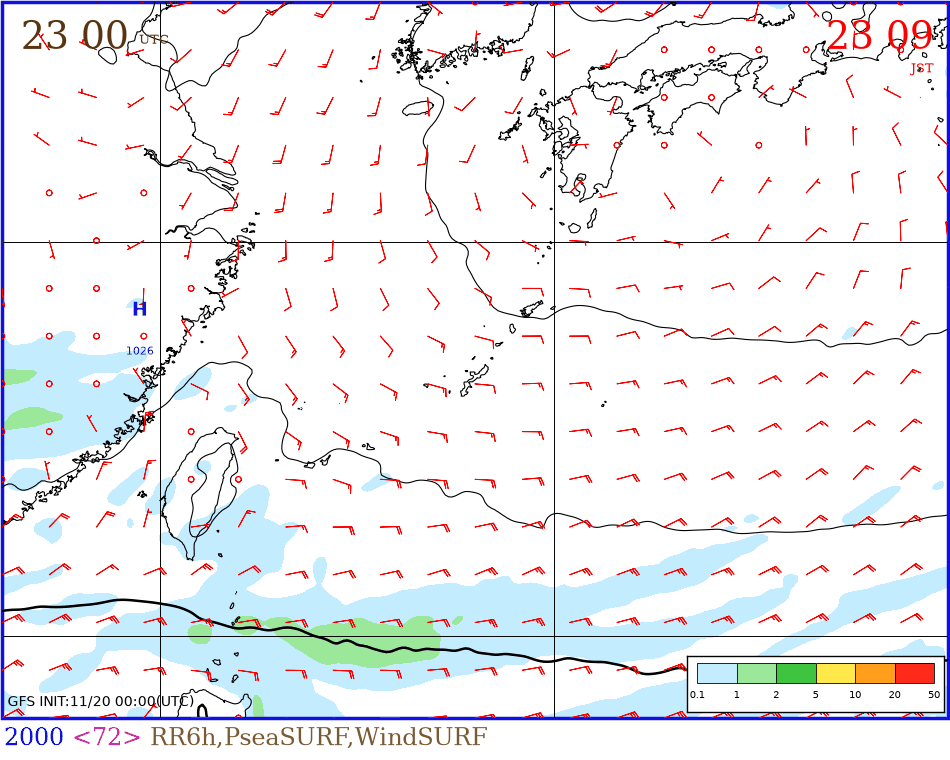 23 00 UTC
23 09
JST
H
1026
GFS INIT:11/20 00:00(UTC)
0.1 1 2 5 10 20 50
2000 <72> RR6h,PseaSURF,WindSURF